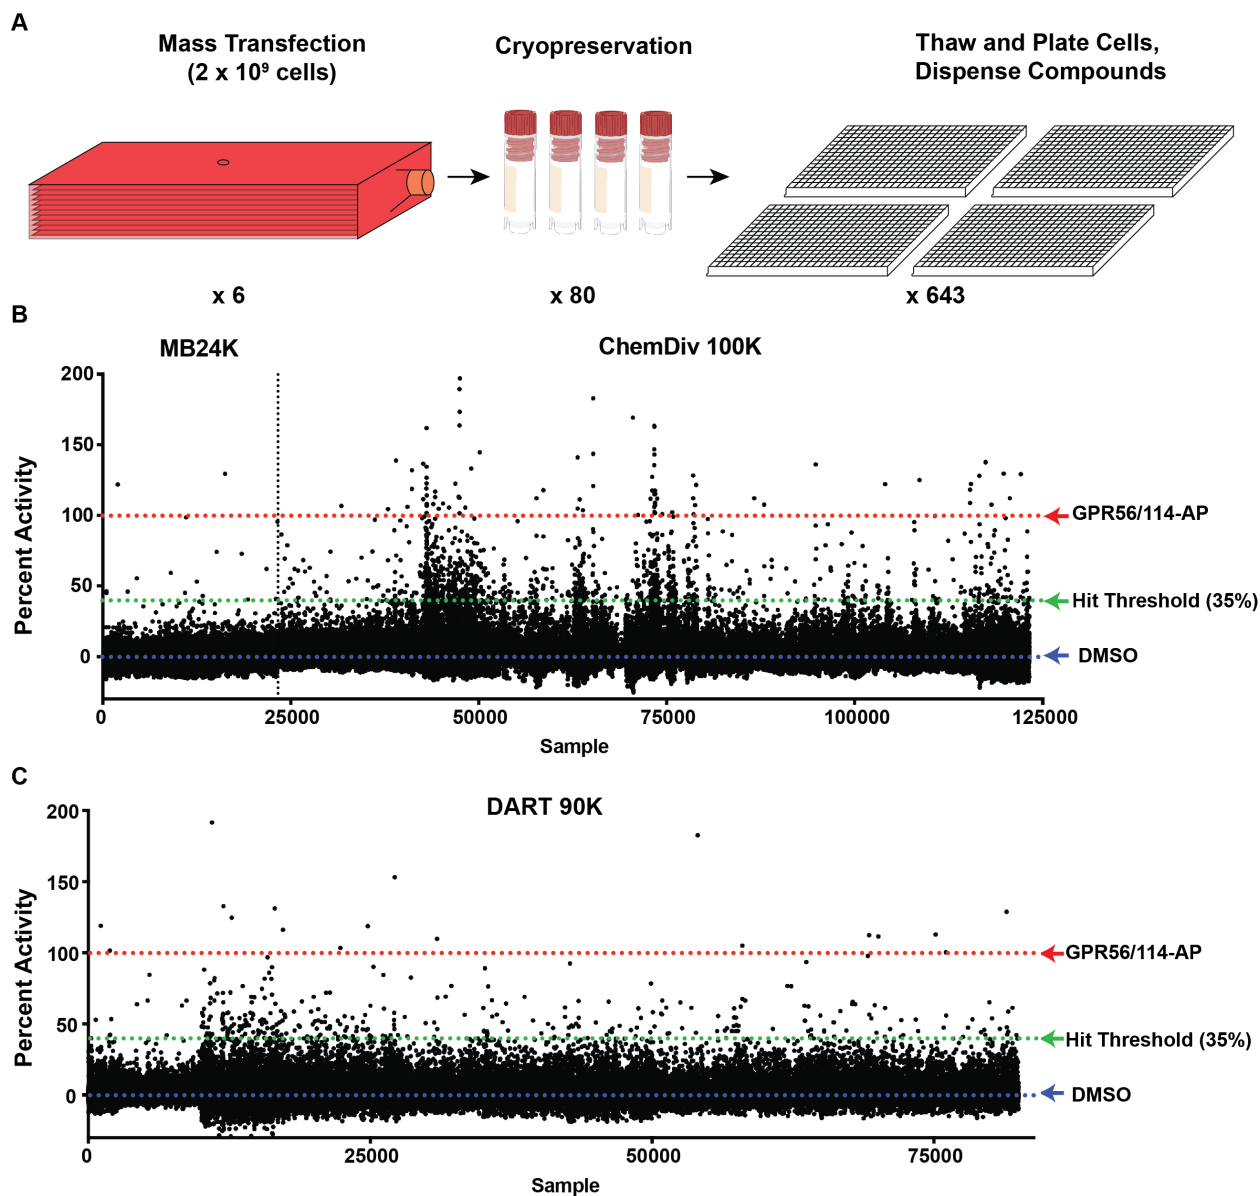 A
Mass Transfection
(2 x 10⁹ cells)
Cryopreservation
Thaw and Plate Cells,
Dispense Compounds
x 6
x 80
x 643
B
MB24K
ChemDiv 100K
Percent Activity
200
150
100
50
0
GPR56/114-AP
Hit Threshold (35%)
DMSO
0
25000
50000
75000
100000
125000
Sample
C
DART 90K
Percent Activity
200
150
100
50
0
GPR56/114-AP
Hit Threshold (35%)
DMSO
0
25000
50000
75000
Sample